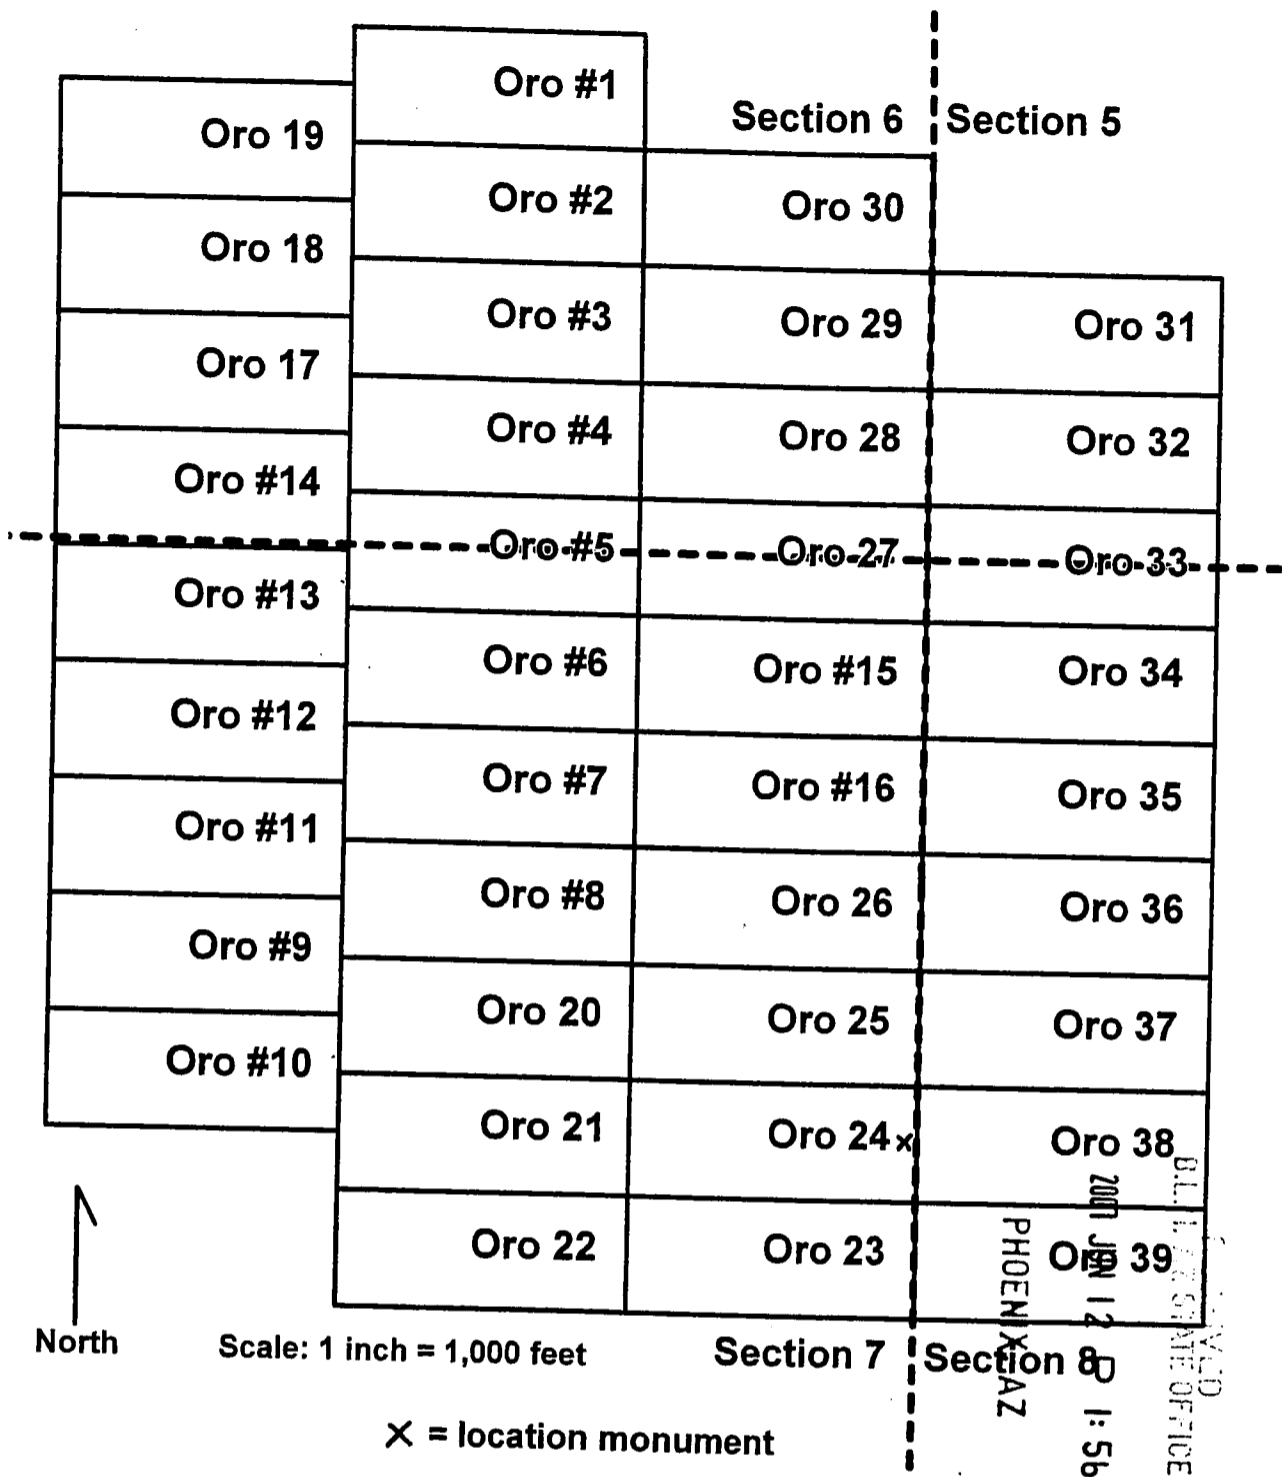 Oro #1
Section 6
Section 5
Oro 19
Oro #2
Oro 30
Oro 18
Oro #3
Oro 29
Oro 31
Oro 17
Oro #4
Oro 28
Oro 32
Oro #14
Oro #5
Oro 27
Oro 33
Oro #13
Oro #6
Oro #15
Oro 34
Oro #12
Oro #7
Oro #16
Oro 35
Oro #11
Oro #8
Oro 26
Oro 36
Oro #9
Oro 20
Oro 25
Oro 37
Oro #10
Oro 21
Oro 24 x
Oro 38
Oro 22
Oro 23
Oro 39
North
Scale: 1 inch = 1,000 feet
Section 7
Section 8
X = location monument
STATE OFFICE
12 P 1:56
PHOENIX AZ